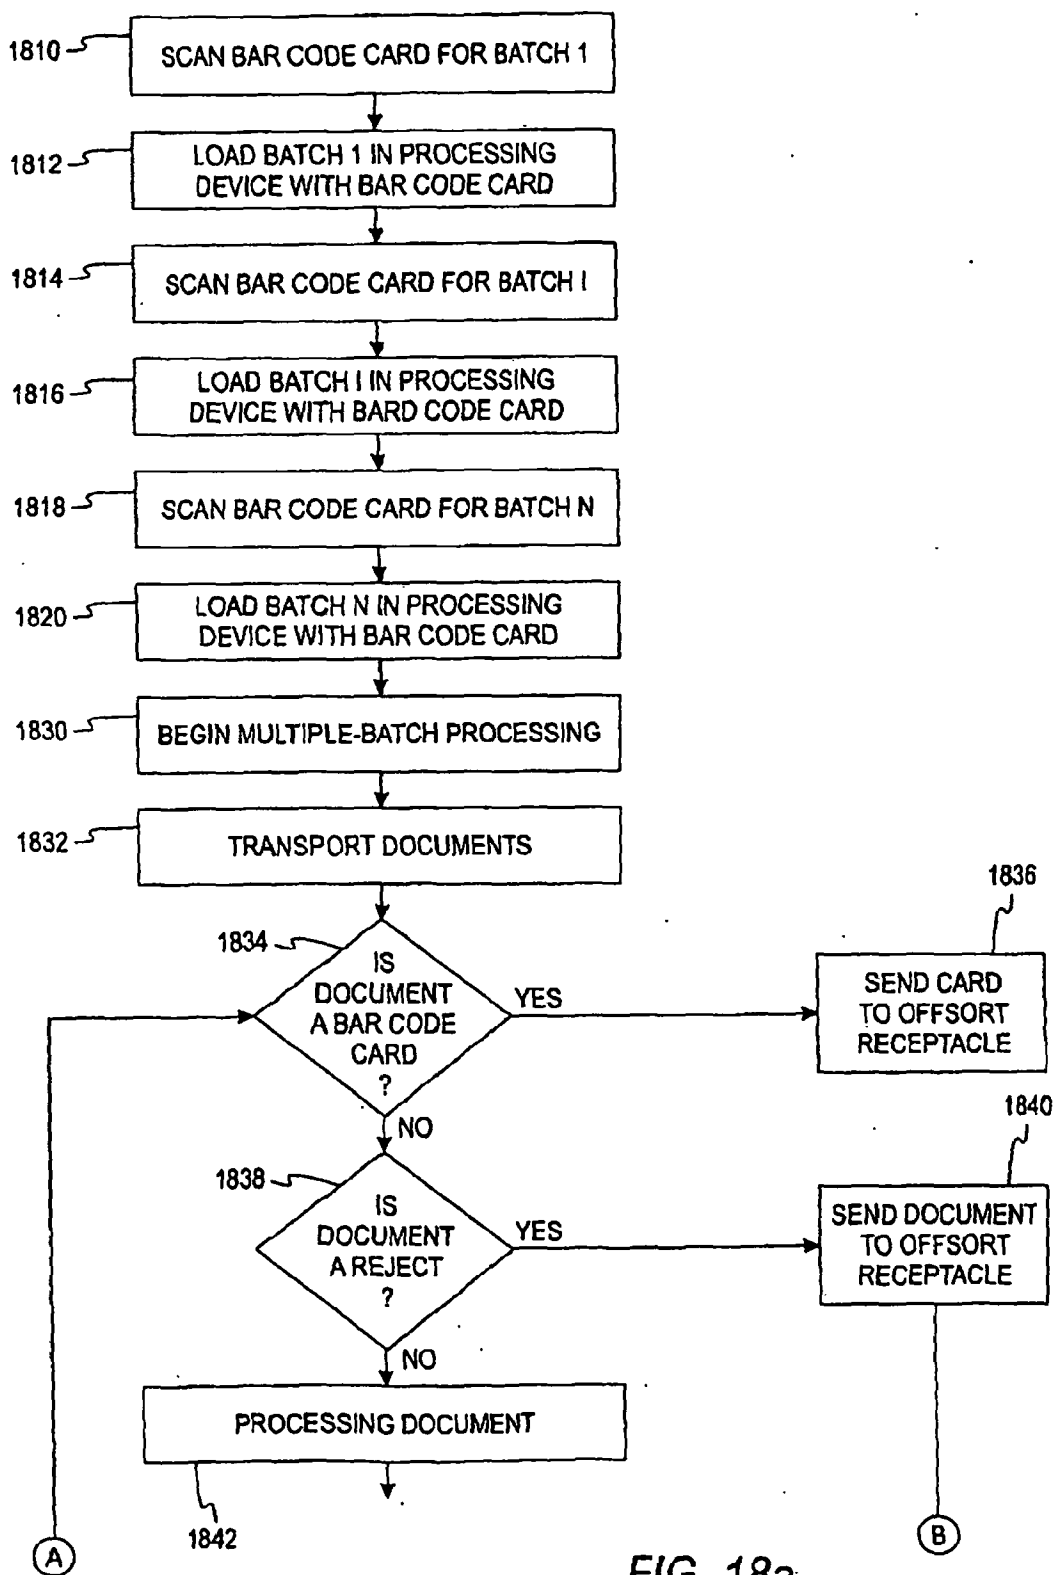 1810
SCAN BAR CODE CARD FOR BATCH 1
1812
LOAD BATCH 1 IN PROCESSING
DEVICE WITH BAR CODE CARD
1814
SCAN BAR CODE CARD FOR BATCH I
1816
LOAD BATCH I IN PROCESSING
DEVICE WITH BARD CODE CARD
1818
SCAN BAR CODE CARD FOR BATCH N
1820
LOAD BATCH N IN PROCESSING
DEVICE WITH BAR CODE CARD
1830
BEGIN MULTIPLE-BATCH PROCESSING
1832
TRANSPORT DOCUMENTS
1834
IS
DOCUMENT
A BAR CODE
CARD
?
YES
1836
SEND CARD
TO OFFSORT
RECEPTACLE
NO
1838
IS
DOCUMENT
A REJECT
?
YES
1840
SEND DOCUMENT
TO OFFSORT
RECEPTACLE
NO
PROCESSING DOCUMENT
1842
A
B
FIG. 18a